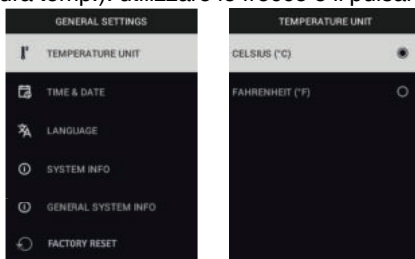 GENERAL SETTINGS
TEMPERATURE UNIT
TIME & DATE
LANGUAGE
SYSTEM INFO
GENERAL SYSTEM INFO
FACTORY RESET
TEMPERATURE UNIT
CELSIUS (°C)
FAHRENHEIT (°F)